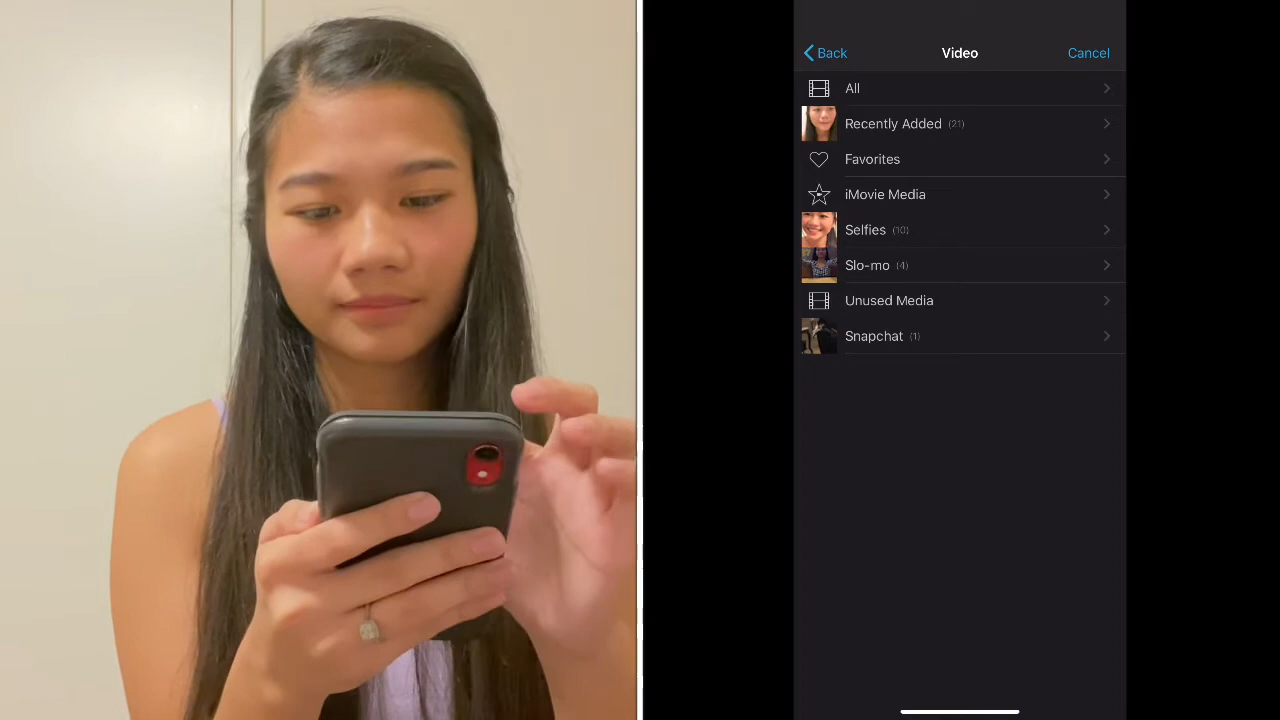 Back Video Cancel
All
Recently Added (21)
Favorites
iMovie Media
Selfies (10)
Slo-mo (4)
Unused Media
Snapchat (1)